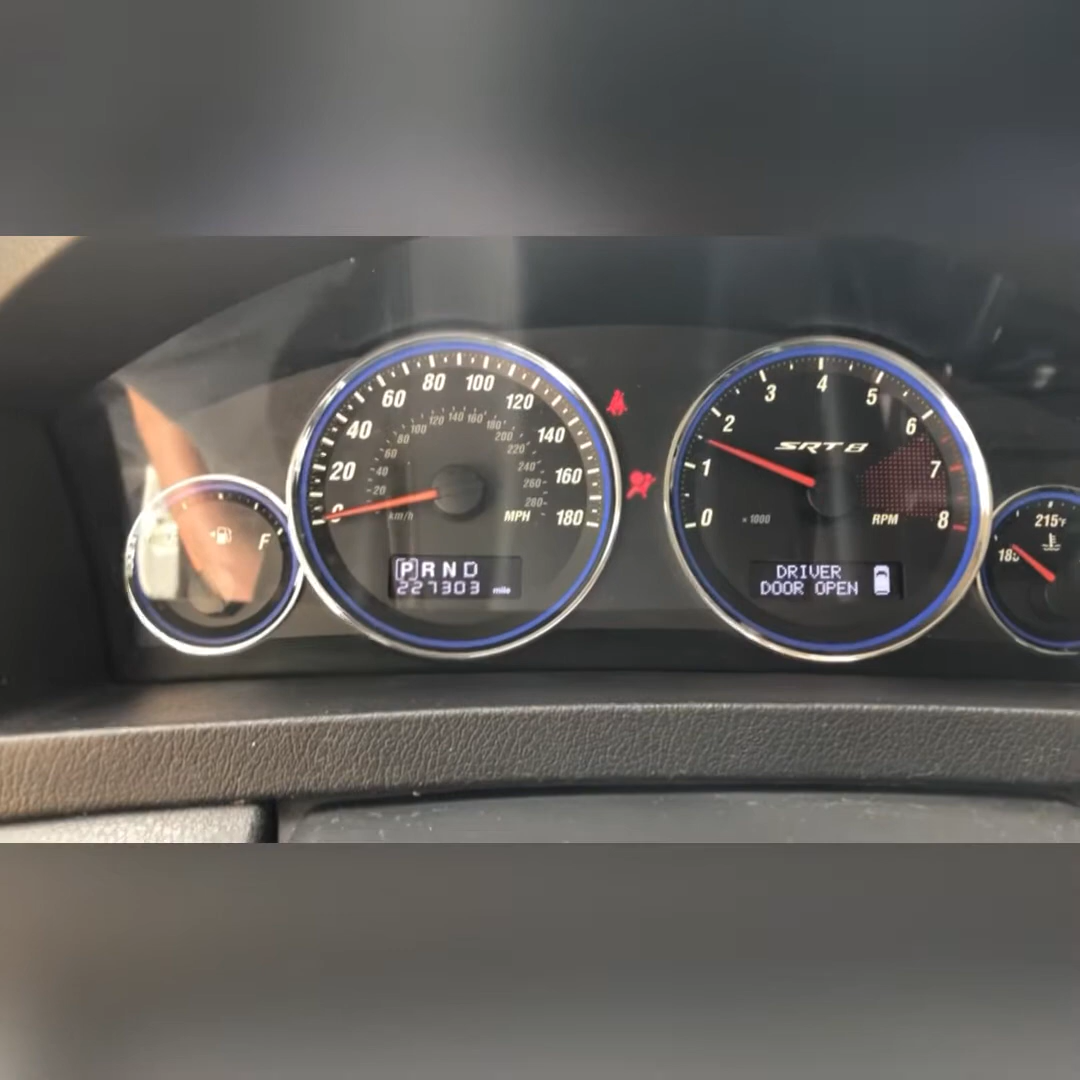 F
0 20 40 60 80 100 120 140 160 180
20 40 60 80 100 120 140 160 180 200 220 240 260 280
km/h
MPH
P R N D
227303 mile
0 1 2 3 4 5 6 7 8
SRT8
x 1000
RPM
DRIVER
DOOR OPEN
215°F